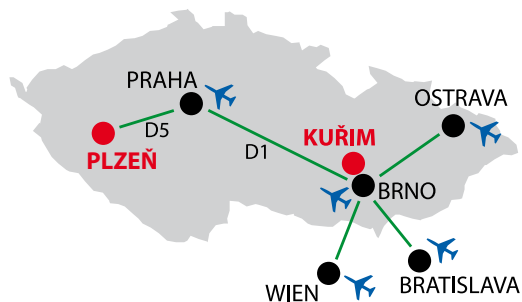 PRAHA
OSTRAVA
D5
KUŘIM
PLZEŇ
D1
BRNO
BRATISLAVA
WIEN